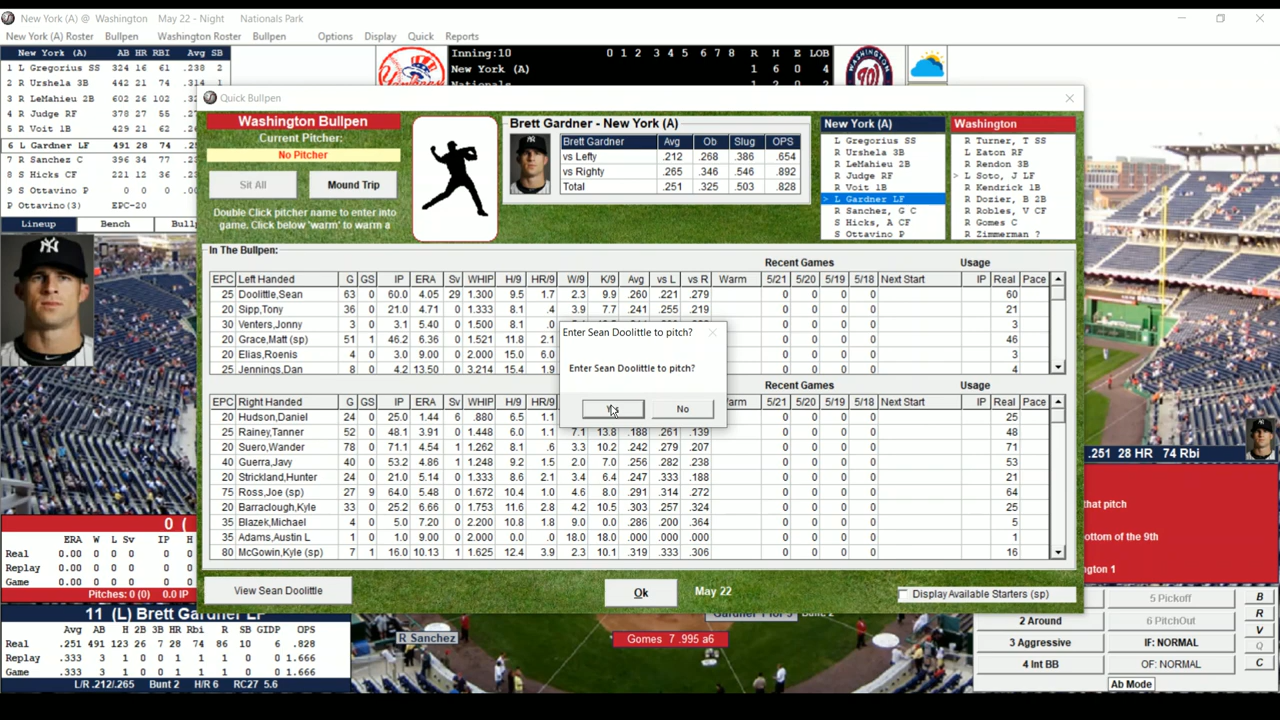 New York (A) @ Washington May 22 - Night Nationals Park
New York (A) Roster Bullpen Washington Roster Bullpen Options Display Quick Reports
New York (A) AB HR RBI Avg SB
1 L Gregorius SS 324 16 61 .238 2
2 R Urshela 3B 442 21 74 .314 1
3 R LeMahieu 2B 602 26 102
4 R Judge RF 378 27 55
5 R Voit 1B 429 21 62
6 L Gardner LF 491 28 74
7 R Sanchez C 396 34 77
8 S Hicks CF 221 12 36
9 S Ottavino P 0 0 0
P Ottavino(3) EPC-20
Lineup Bench
Inning:10 0 1 2 3 4 5 6 7 8 R H E LOB
New York (A) 1 6 0 4
Quick Bullpen
Washington Bullpen
Current Pitcher:
No Pitcher
Sit All Mound Trip
Double Click pitcher name to enter into
game. Click below 'warm' to warm a
Brett Gardner - New York (A)
Brett Gardner Avg Ob Slug OPS
vs Lefty .212 .268 .386 .654
vs Righty .265 .346 .546 .892
Total .251 .325 .503 .828
New York (A)
L Gregorius SS
R Urshela 3B
R LeMahieu 2B
R Judge RF
R Voit 1B
> L Gardner LF
R Sanchez, G C
S Hicks, A CF
S Ottavino P
Washington
R Turner, T SS
L Eaton RF
R Rendon 3B
> L Soto, J LF
R Kendrick 1B
R Dozier, B 2B
R Robles, V CF
R Gomes C
R Zimmerman ?
In The Bullpen:
Recent Games Usage
EPC Left Handed G GS IP ERA Sv WHIP H/9 HR/9 W/9 K/9 Avg vs L vs R Warm 5/21 5/20 5/19 5/18 Next Start IP Real Pace
25 Doolittle,Sean 63 0 60.0 4.05 29 1.300 9.5 1.7 2.3 9.9 .260 .221 .279 0 0 0 0 60
20 Sipp,Tony 36 0 21.0 4.71 0 1.333 8.1 .4 3.9 7.7 .241 .255 .219 0 0 0 0 21
30 Venters,Jonny 3 0 3.1 5.40 0 1.500 8.1 .0 0 0 0 0 3
20 Grace,Matt (sp) 51 1 46.2 6.36 0 1.521 11.8 2.1 0 0 0 0 46
20 Elias,Roenis 4 0 3.0 9.00 0 2.000 15.0 6.0 0 0 0 0 3
25 Jennings,Dan 8 0 4.2 13.50 0 3.214 15.4 1.9 0 0 0 0 4
Recent Games Usage
EPC Right Handed G GS IP ERA Sv WHIP H/9 HR/9 5/21 5/20 5/19 5/18 Next Start IP Real Pace
20 Hudson,Daniel 24 0 25.0 1.44 6 .880 6.5 1.1 0 0 0 0 25
25 Rainey,Tanner 52 0 48.1 3.91 0 1.448 6.0 1.1 7.1 13.8 .188 .261 .139 0 0 0 0 48
20 Suero,Wander 78 0 71.1 4.54 1 1.262 8.1 .6 3.3 10.2 .242 .279 .207 0 0 0 0 71
40 Guerra,Javy 40 0 53.2 4.86 1 1.248 9.2 1.5 2.0 7.0 .256 .282 .238 0 0 0 0 53
20 Strickland,Hunter 24 0 21.0 5.14 0 1.333 8.6 2.1 3.4 6.4 .247 .333 .188 0 0 0 0 21
75 Ross,Joe (sp) 27 9 64.0 5.48 0 1.672 10.4 1.0 4.6 8.0 .291 .314 .272 0 0 0 0 64
20 Barraclough,Kyle 33 0 25.2 6.66 0 1.753 11.6 2.8 4.2 10.5 .303 .257 .324 0 0 0 0 25
35 Blazek,Michael 4 0 5.0 7.20 0 2.200 10.8 1.8 9.0 0.0 .286 .200 .364 0 0 0 0 5
35 Adams,Austin L 1 0 1.0 9.00 0 2.000 0.0 .0 18.0 18.0 .000 .000 .000 0 0 0 0 1
80 McGowin,Kyle (sp) 7 1 16.0 10.13 1 1.625 12.4 3.9 2.3 10.1 .319 .333 .306 0 0 0 0 16
Enter Sean Doolittle to pitch?
Enter Sean Doolittle to pitch?
No
View Sean Doolittle Ok May 22 Display Available Starters (sp)
0 (
ERA W L Sv IP H
Real 0.00 0 0 0 0.0
Replay 0.00 0 0 0 0.0
Game 0.00 0 0 0 0.0
Pitches: 0 (0) 0.0 IP
11 (L) Brett Gardner LF
Avg AB H 2B 3B HR Rbi R SB GIDP OPS
Real .251 491 123 26 7 28 74 86 10 6 .828
Replay .333 3 1 0 0 1 1 1 0 0 1.666
Game .333 3 1 0 0 1 1 1 0 0 1.666
L/R .212/.265 Bunt 2 H/R 6 RC27 5.6
R Sanchez
Gomes 7 .995 a6
.251 28 HR 74 Rbi
that pitch
ottom of the 9th
ngton 1
5 Pickoff
2 Around 6 PitchOut
3 Aggressive IF: NORMAL
4 Int BB OF: NORMAL
Ab Mode
B
R
V
Q
C